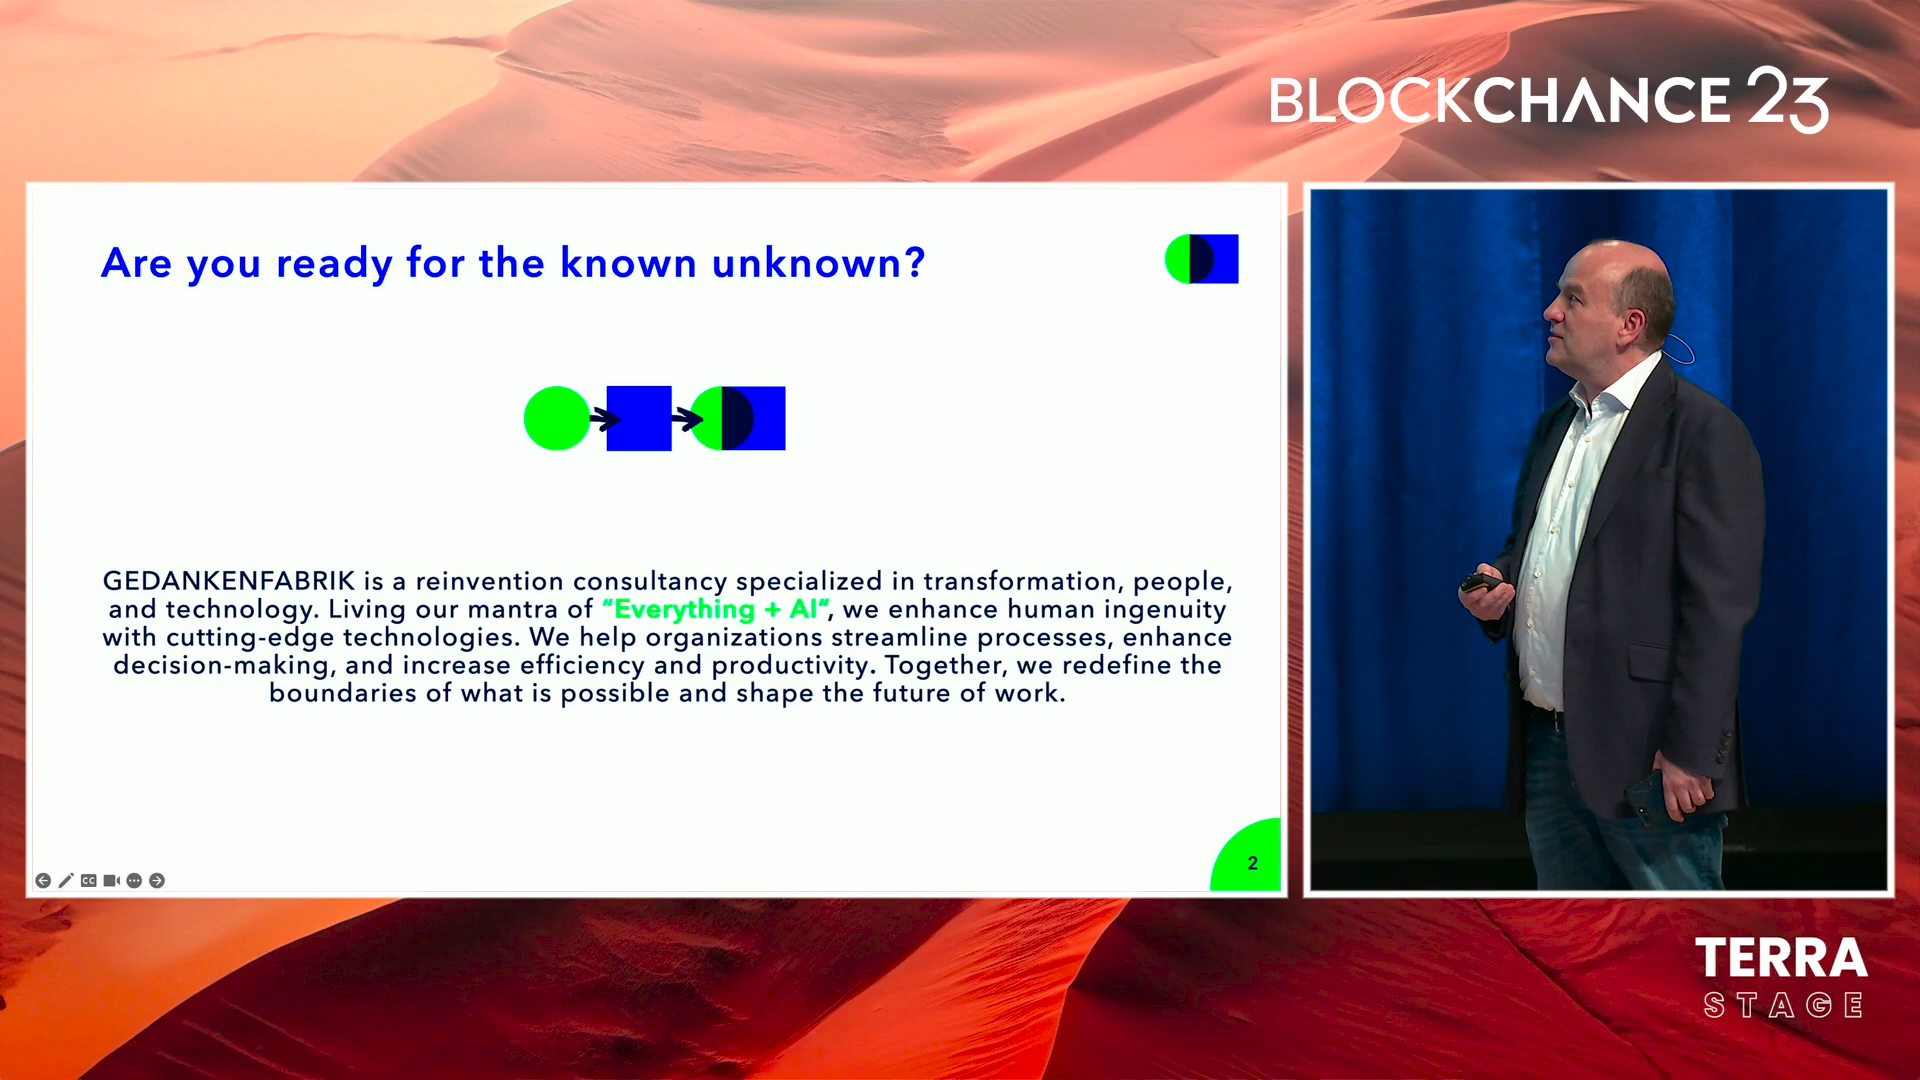 BLOCKCHANCE 23
Are you ready for the known unknown?
GEDANKENFABRIK is a reinvention consultancy specialized in transformation, people,
and technology. Living our mantra of “Everything + AI”, we enhance human ingenuity
with cutting-edge technologies. We help organizations streamline processes, enhance
decision-making, and increase efficiency and productivity. Together, we redefine the
boundaries of what is possible and shape the future of work.
2
CC
TERRA
STAGE